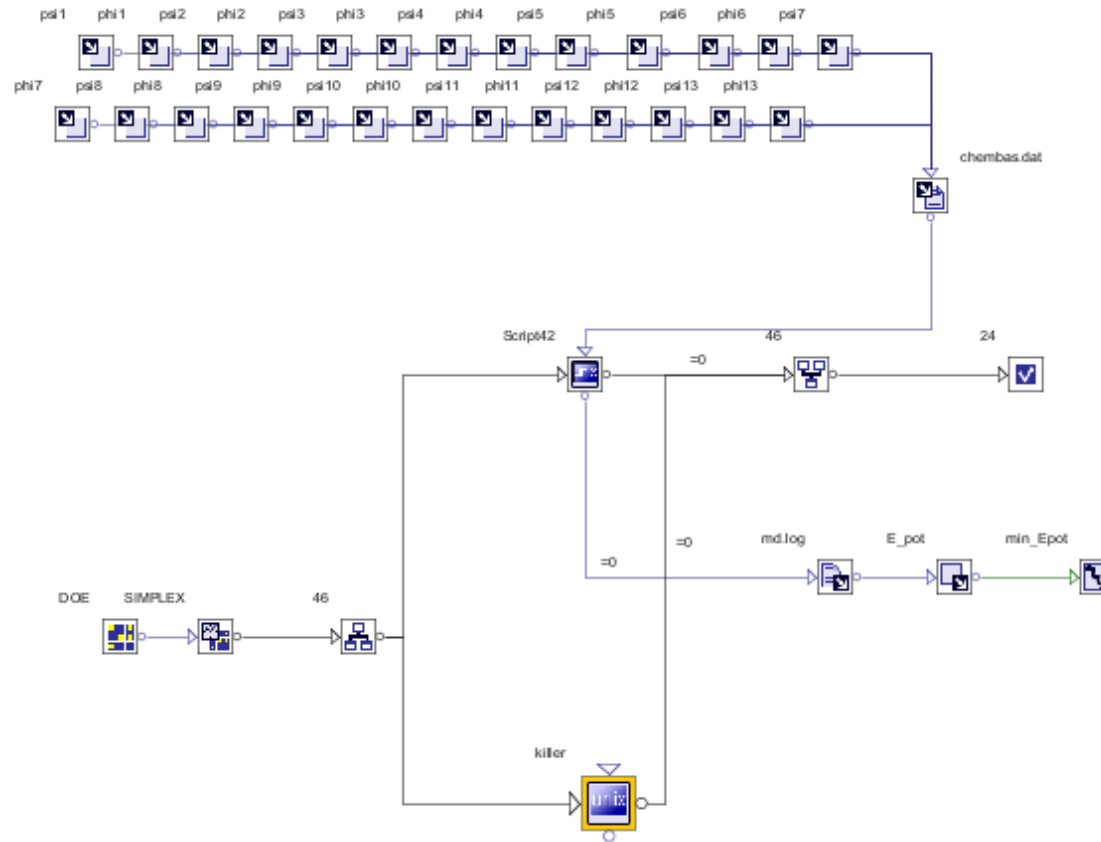 psi1 phi1 psi2 phi2 psi3 phi3 psi4 phi4 psi5 phi5 psi6 phi6 psi7
phi7 psi8 phi8 psi9 phi9 psi10 phi10 psi11 phi11 psi12 phi12 psi13 phi13
chembas.dat
Script42 =0 46 24
=0 =0 md.log E_pot min_Epot
DOE SIMPLEX 46
killer
unix